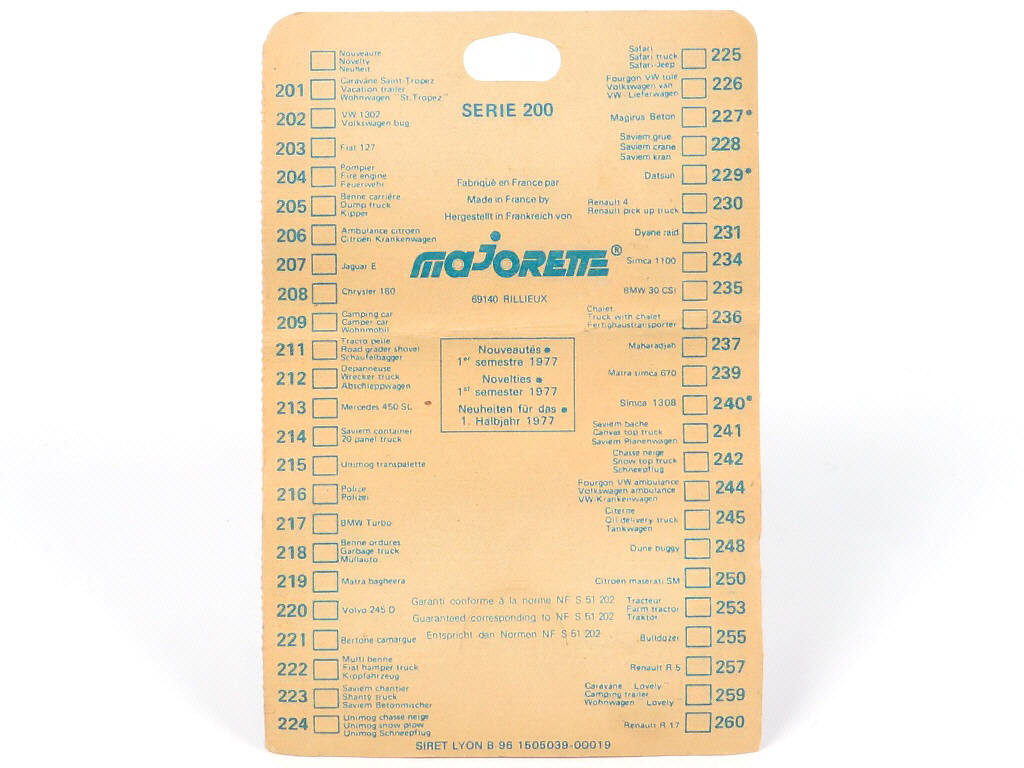 Nouveauté
Novelty
Neuheit
201 Caravane Saint-Tropez
Vacation trailer
Wohnwagen "St.Tropez"
202 VW 1302
Volkswagen bug
203 Fiat 127
204 Pompier
Fire engine
Feuerwehr
205 Benne carrière
Dump truck
Kipper
206 Ambulance citroen
Citroën Krankenwagen
207 Jaguar E
208 Chrysler 180
209 Camping car
Camper car
Wohnmobil
211 Tracto pelle
Road grader shovel
Schaufelbagger
212 Depanneuse
Wrecker truck
Abschleppwagen
213 Mercedes 450 SL
214 Saviem container
20 panel truck
215 Unimog transpalette
216 Police
Polizei
217 BMW Turbo
218 Benne ordures
Garbage truck
Müllauto
219 Matra bagheera
220 Volvo 245 D
221 Bertone camargue
222 Multi benne
Fiat hamper truck
Kippfahrzeug
223 Saviem chantier
Shanty truck
Saviem Betonmischer
224 Unimog chasse neige
Unimog snow plow
Unimog Schneepflug
SERIE 200
Fabriqué en France par
Made in France by
Hergestellt in Frankreich von
MAJORETTE®
69140 RILLIEUX
Nouveautés •
1er semestre 1977
Novelties •
1st semester 1977
Neuheiten für das •
1. Halbjahr 1977
Garanti conforme à la norme NF S 51 202
Guaranteed corresponding to NF S 51 202
Entspricht den Normen NF S 51 202
Safari
Safari truck
Safari-Jeep 225
Fourgon VW tolé
Volkswagen van
VW-Lieferwagen 226
Magirus Beton 227•
Saviem grue
Saviem crane
Saviem kran 228
Datsun 229•
Renault 4
Renault pick up truck 230
Dyane raid 231
Simca 1100 234
BMW 30 CSI 235
Chalet
Truck with chalet
Fertighaustransporter 236
Maharadjah 237
Matra simca 670 239
Simca 1308 240•
Saviem bache
Canvas top truck
Saviem Planenwagen 241
Chasse neige
Snow top truck
Schneepflug 242
Fourgon VW ambulance
Volkswagen ambulance
VW-Krankenwagen 244
Citerne
Oil delivery truck
Tankwagen 245
Dune buggy 248
Citroën maserati SM 250
Tracteur
Farm tractor
Traktor 253
Bulldozer 255
Renault R 5 257
Caravane "Lovely"
Camping trailer
Wohnwagen "Lovely" 259
Renault R 17 260
SIRET LYON B 96 1505039-00019